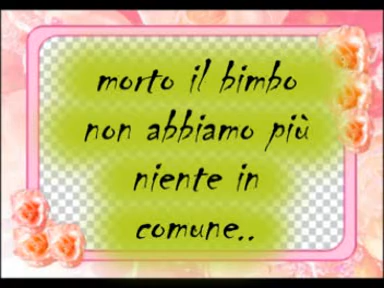 morto il bimbo
non abbiamo più
niente in
comune..